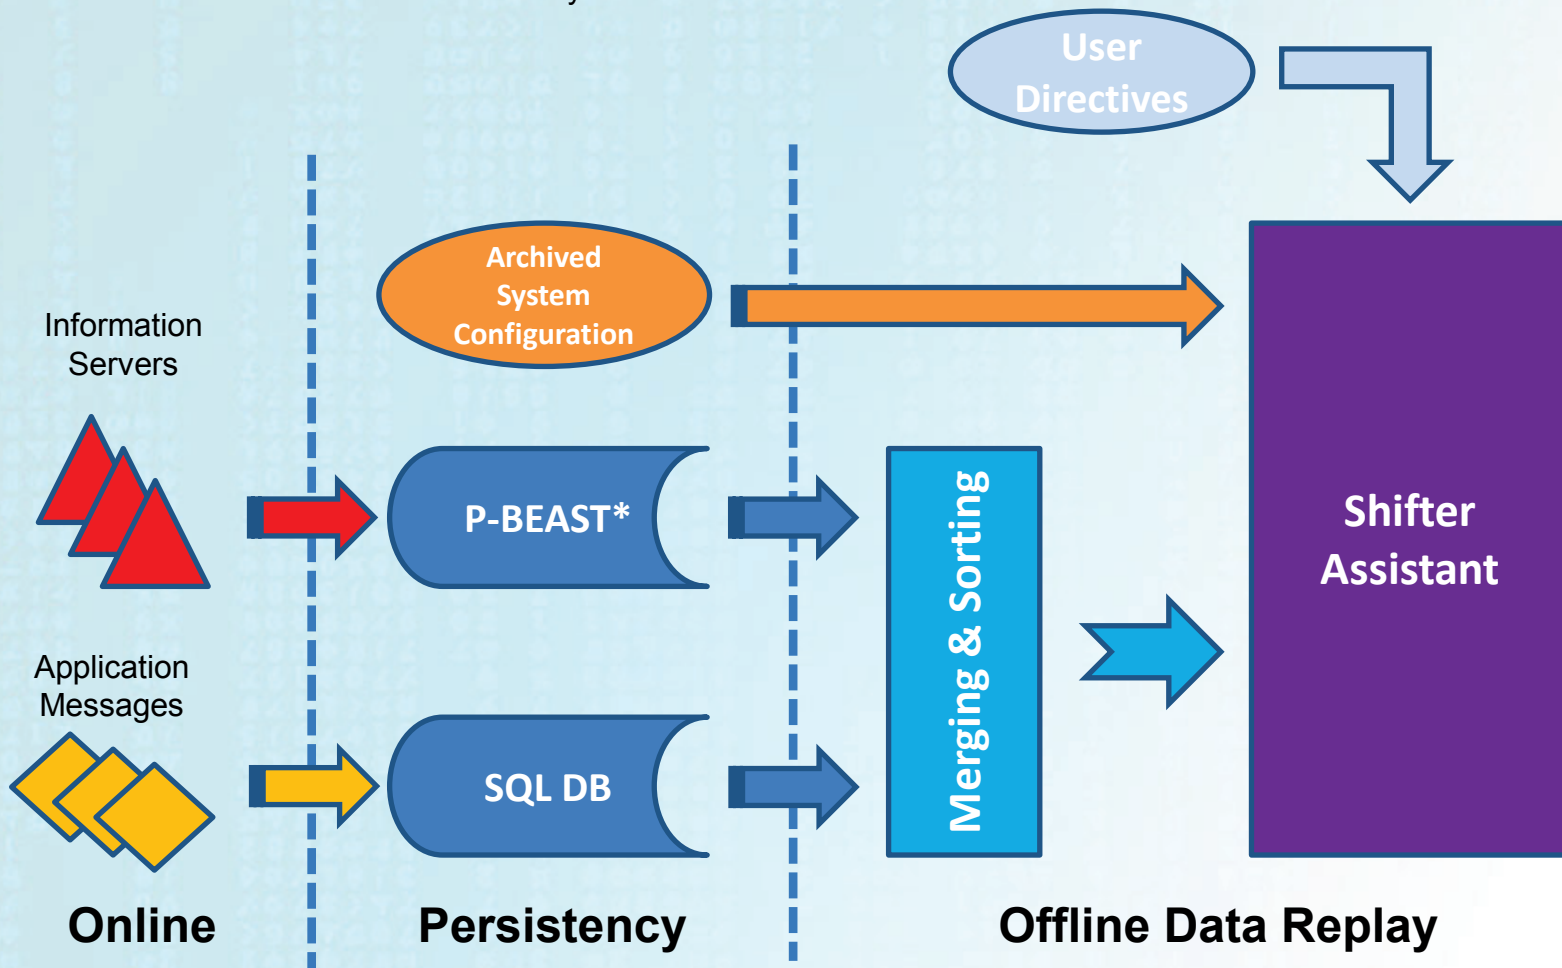 User
Directives
Archived
System
Configuration
Information
Servers
P-BEAST*
Merging & Sorting
Shifter
Assistant
Application
Messages
SQL DB
Online
Persistency
Offline Data Replay